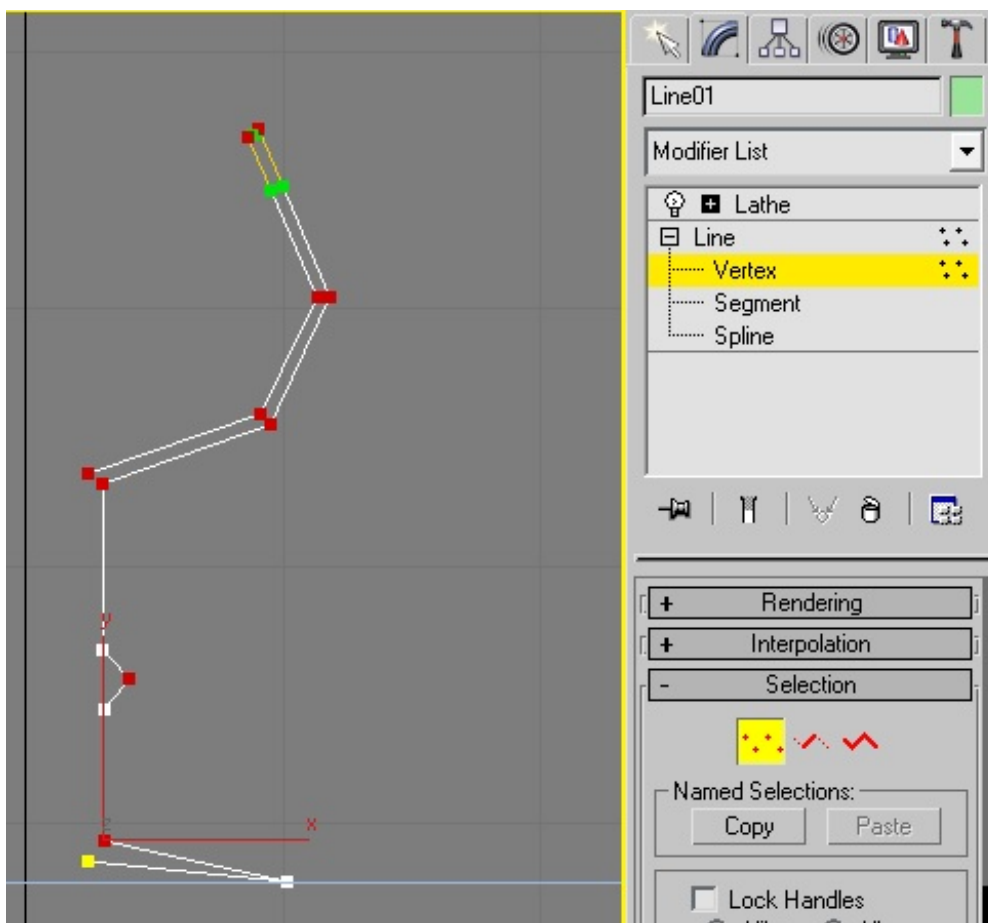 Line01
Modifier List
Lathe
Line
Vertex
Segment
Spline
+ Rendering
+ Interpolation
- Selection
Named Selections:
Copy Paste
Lock Handles
y
x
z